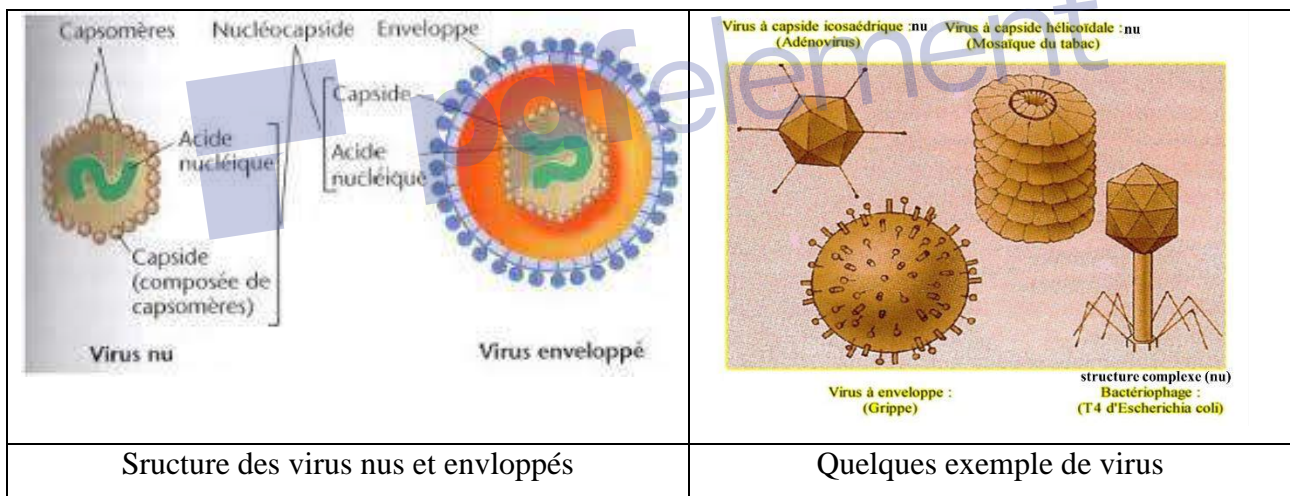 Capsomères
Nucléocapside
Enveloppe
Capside
Acide
nucléique
Acide
nucléique
Capside
(composée de
capsomères)
Virus nu
Virus enveloppé
Virus à capside icosaédrique :nu
(Adénovirus)
Virus à capside hélicoïdale :nu
(Mosaïque du tabac)
Virus à enveloppe :
(Grippe)
structure complexe (nu)
Bactériophage :
(T4 d'Escherichia coli)
Sructure des virus nus et envloppés
Quelques exemple de virus
pdfelement